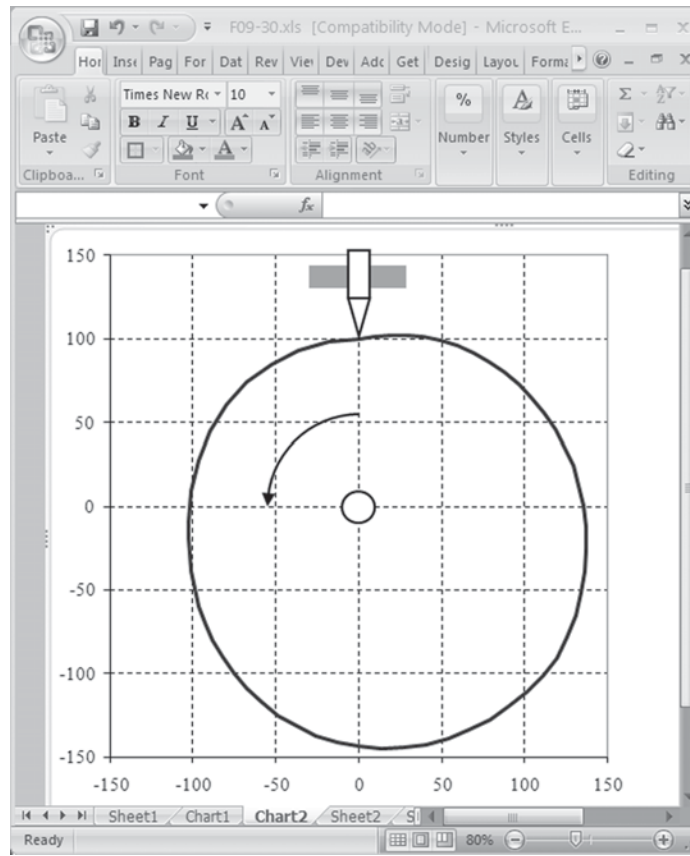 F09-30.xls [Compatibility Mode] - Microsoft E...
Hor Inse Pag For Dat Rev Viev Dev Adc Get Desig Layou Forma
Times New Ro 10
B I U A A
Paste
Clipboa... Font Alignment
% Number
A Styles
Cells
Σ
Editing
fx
150
100
50
0
-50
-100
-150
-150 -100 -50 0 50 100 150
Sheet1 Chart1 Chart2 Sheet2 S
Ready 80%